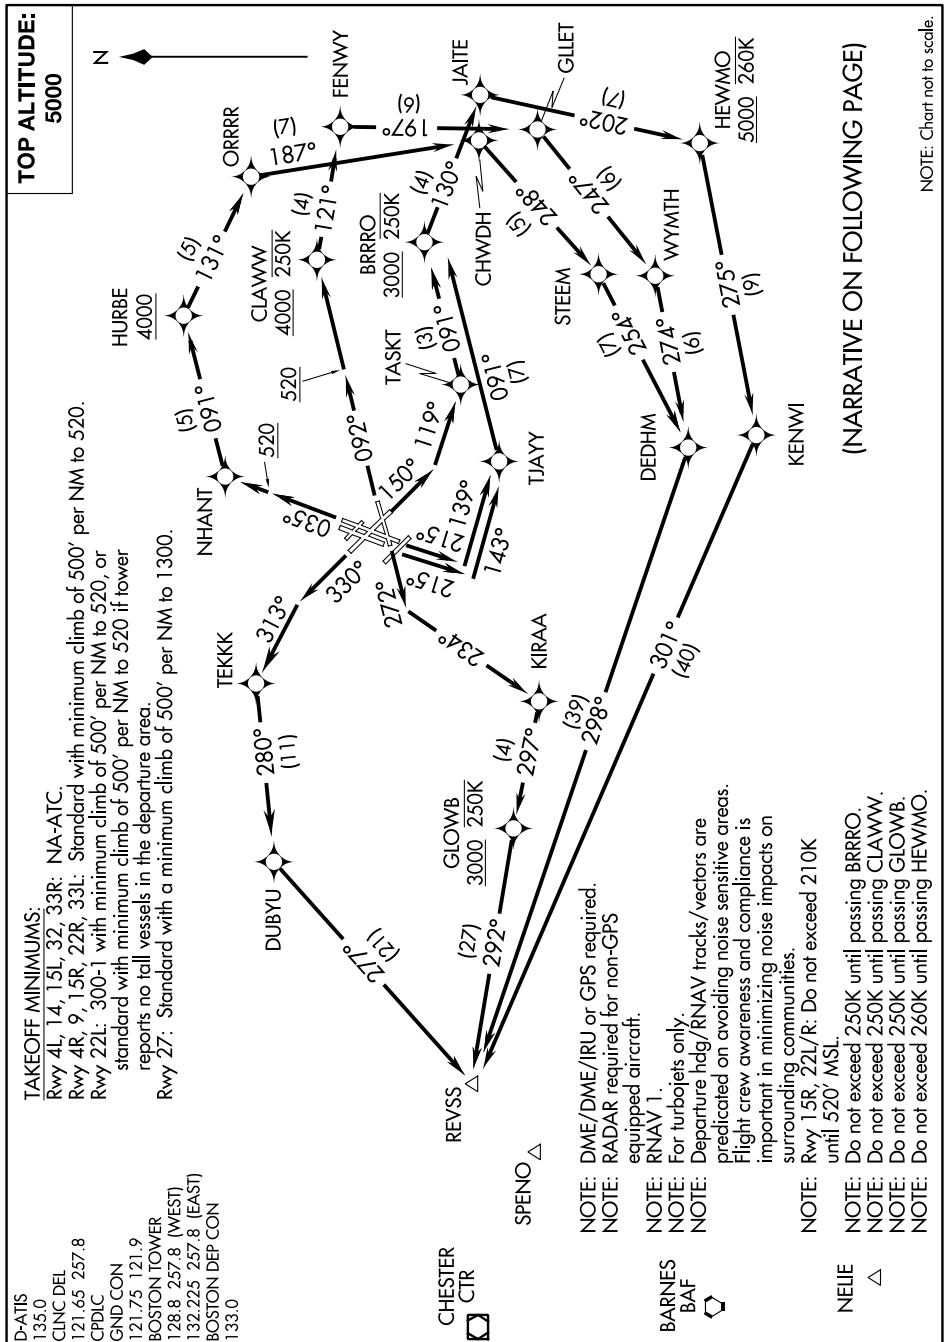 TOP ALTITUDE:
5000
D-ATIS
135.0
CLNC DEL
121.65 257.8
CPDLC
GND CON
121.75 121.9
BOSTON TOWER
128.8 257.8 (WEST)
132.225 257.8 (EAST)
BOSTON DEP CON
133.0
TAKEOFF MINIMUMS:
Rwy 4L, 14, 15L, 32, 33R: NA-ATC.
Rwy 4R, 9, 15R, 22R, 33L: Standard with minimum climb of 500' per NM to 520.
Rwy 22L: 300-1 with minimum climb of 500' per NM to 520, or
standard with minimum climb of 500' per NM to 520 if tower
reports no tall vessels in the departure area.
Rwy 27: Standard with a minimum climb of 500' per NM to 1300.
N
HURBE
4000
(5)
131°
ORRRR
(7)
187°
FENWY
(6)
197°
JAITE
GLLET
(7)
202°
HEWMO
5000 260K
NHANT
(5)
091°
520
035°
CLAWW
4000 250K
(4)
121°
520
092°
BRRRO
3000 250K
(4)
130°
CHWDH
(5)
248°
(6)
247°
WYMTH
STEEM
(7)
254°
274°
(6)
275°
(9)
TASKT
(3)
091°
091°
(7)
150°
119°
TJAYY
215°
139°
215°
143°
DEDHM
KENWI
TEKKK
313°
330°
272°
234°
KIRAA
280°
(11)
DUBYU
277°
(21)
GLOWB
3000 250K
(4)
297°
(27)
292°
(39)
298°
301°
(40)
REVSS
SPENO
CHESTER
CTR
BARNES
BAF
NELIE
NOTE: DME/DME/IRU or GPS required.
NOTE: RADAR required for non-GPS
equipped aircraft.
NOTE: RNAV 1.
NOTE: For turbojets only.
NOTE: Departure hdg/RNAV tracks/vectors are
predicated on avoiding noise sensitive areas.
Flight crew awareness and compliance is
important in minimizing noise impacts on
surrounding communities.
NOTE: Rwy 15R, 22L/R: Do not exceed 210K
until 520' MSL.
NOTE: Do not exceed 250K until passing BRRRO.
NOTE: Do not exceed 250K until passing CLAWW.
NOTE: Do not exceed 250K until passing GLOWB.
NOTE: Do not exceed 260K until passing HEWMO.
(NARRATIVE ON FOLLOWING PAGE)
NOTE: Chart not to scale.